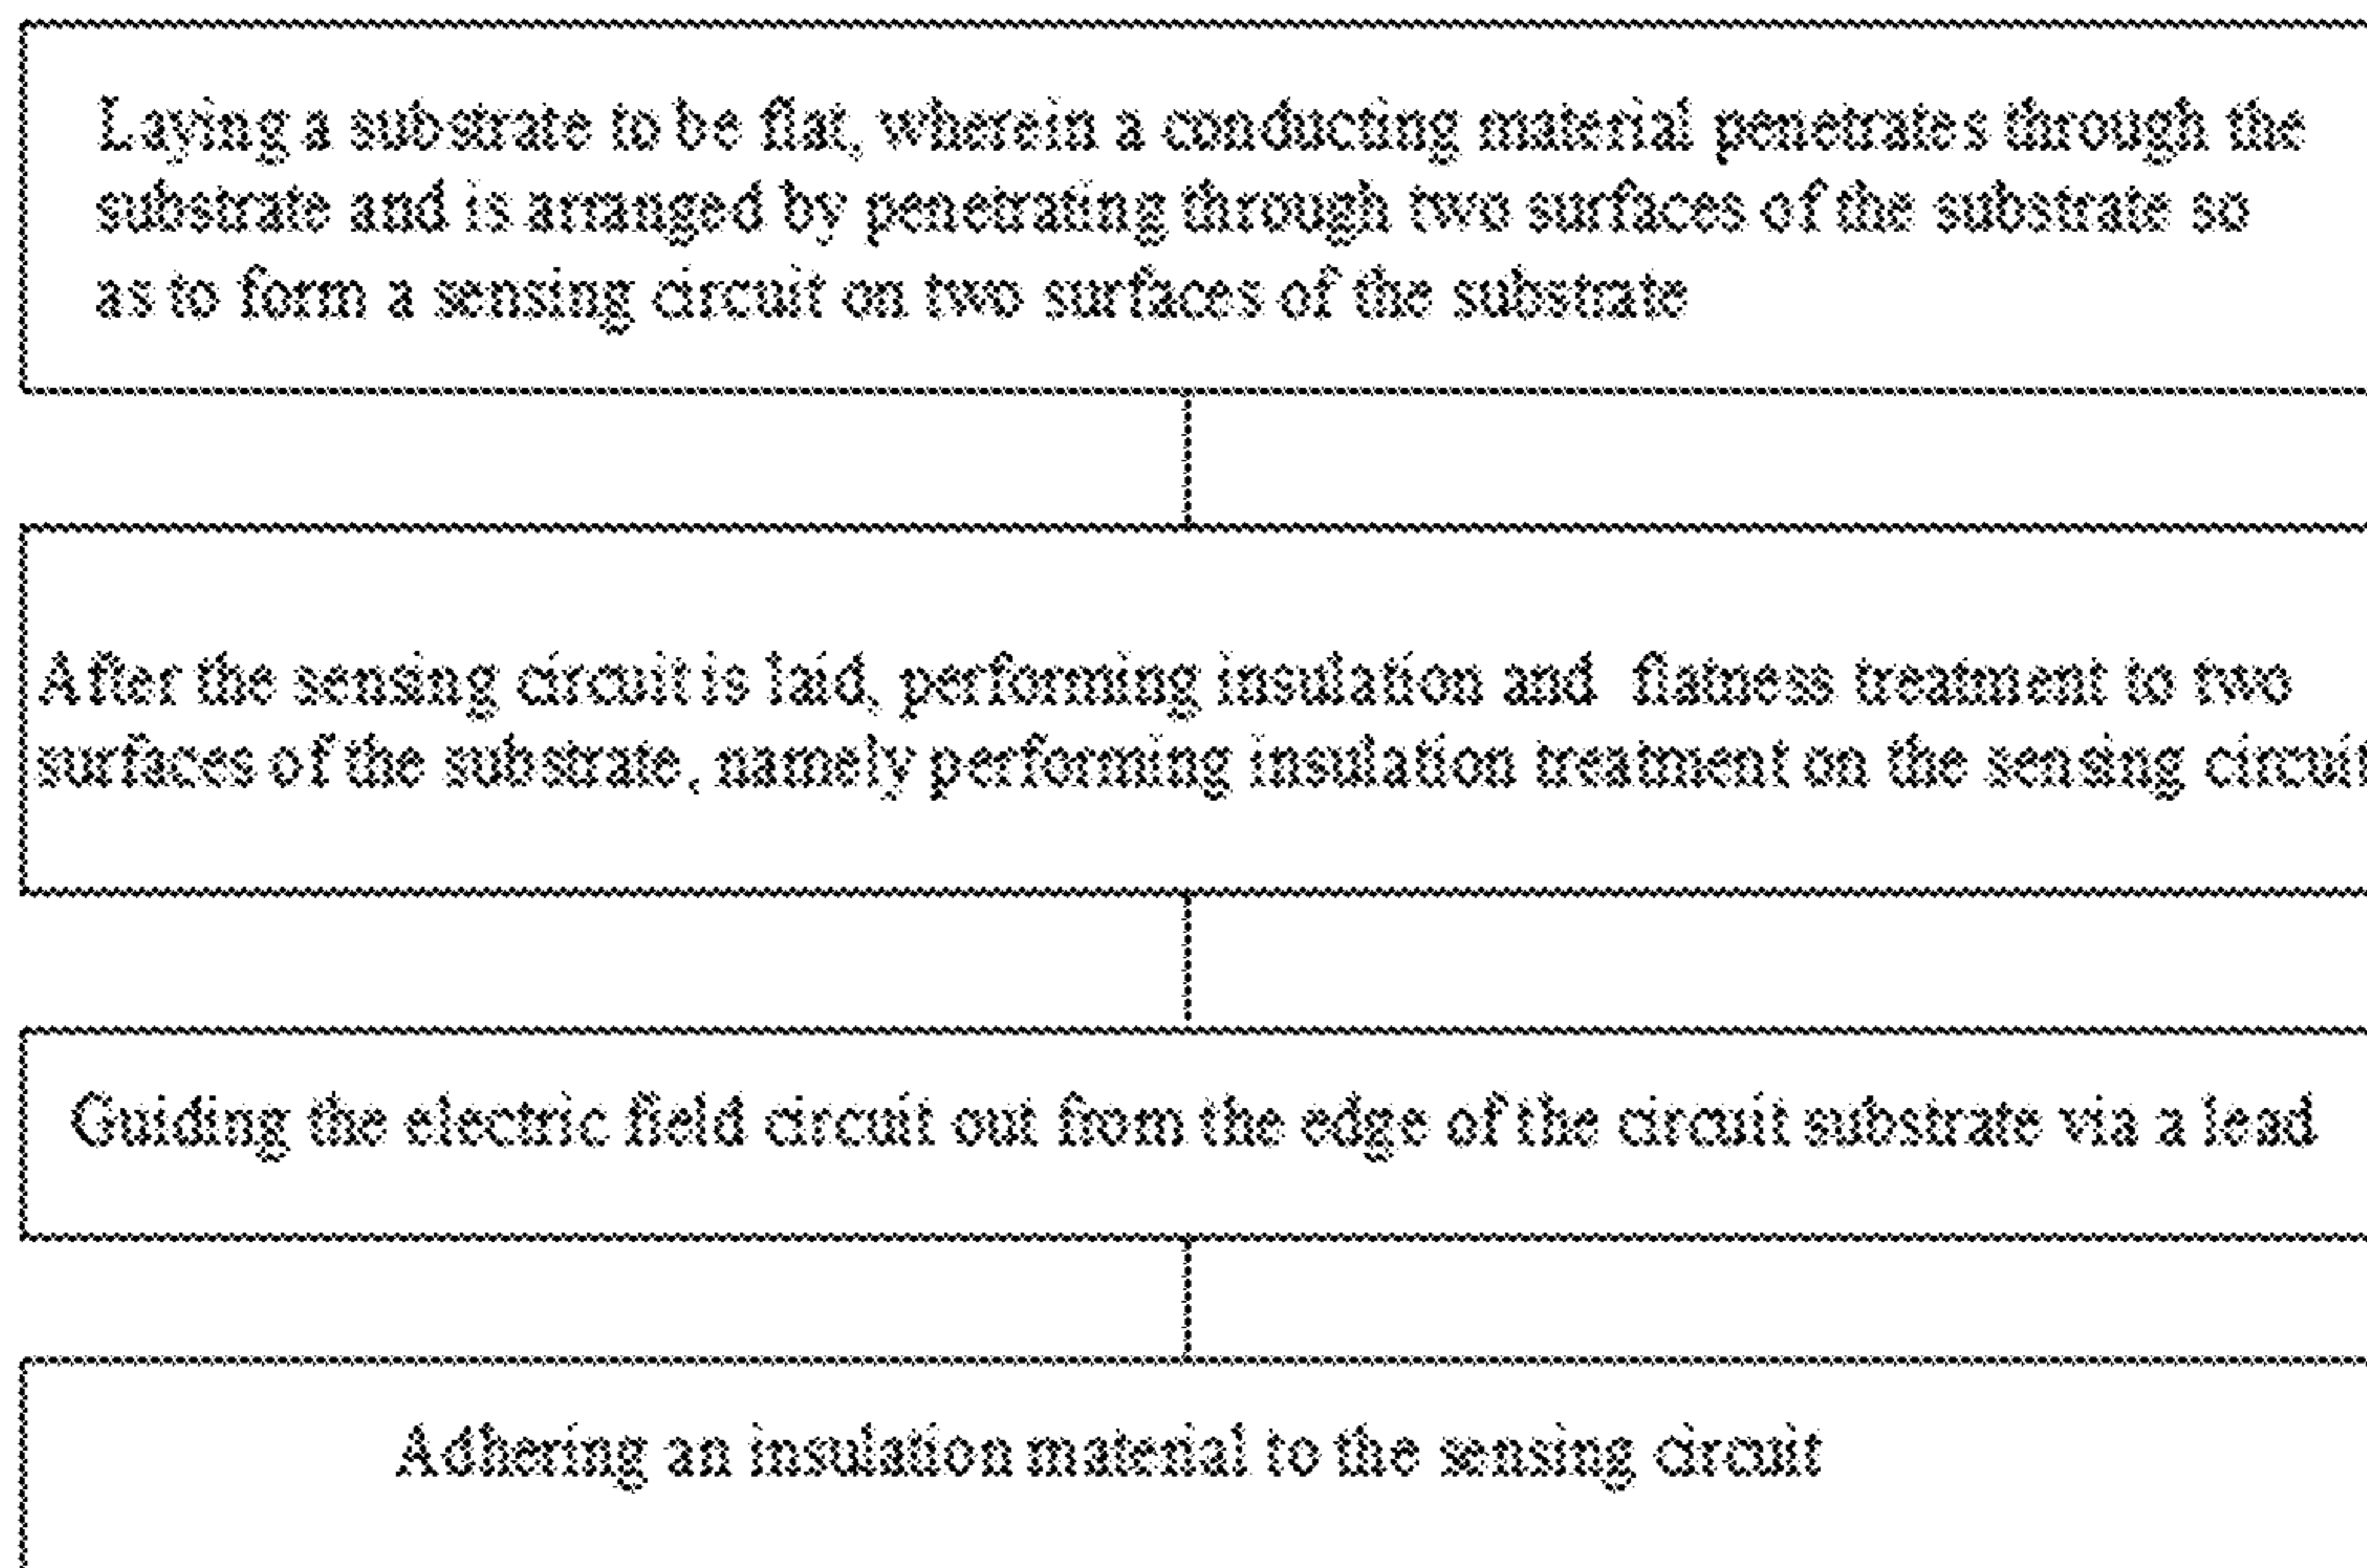 Laying a substrate to be flat, wherein a conducting material penetrates through the
substrate and is arranged by penetrating through two surfaces of the substrate so
as to form a sensing circuit on two surfaces of the substrate
After the sensing circuit is laid, performing insulation and flatness treatment to two
surfaces of the substrate, namely performing insulation treatment on the sensing circuit
Guiding the electric field circuit out from the edge of the circuit substrate via a lead
Adhering an insulation material to the sensing circuit